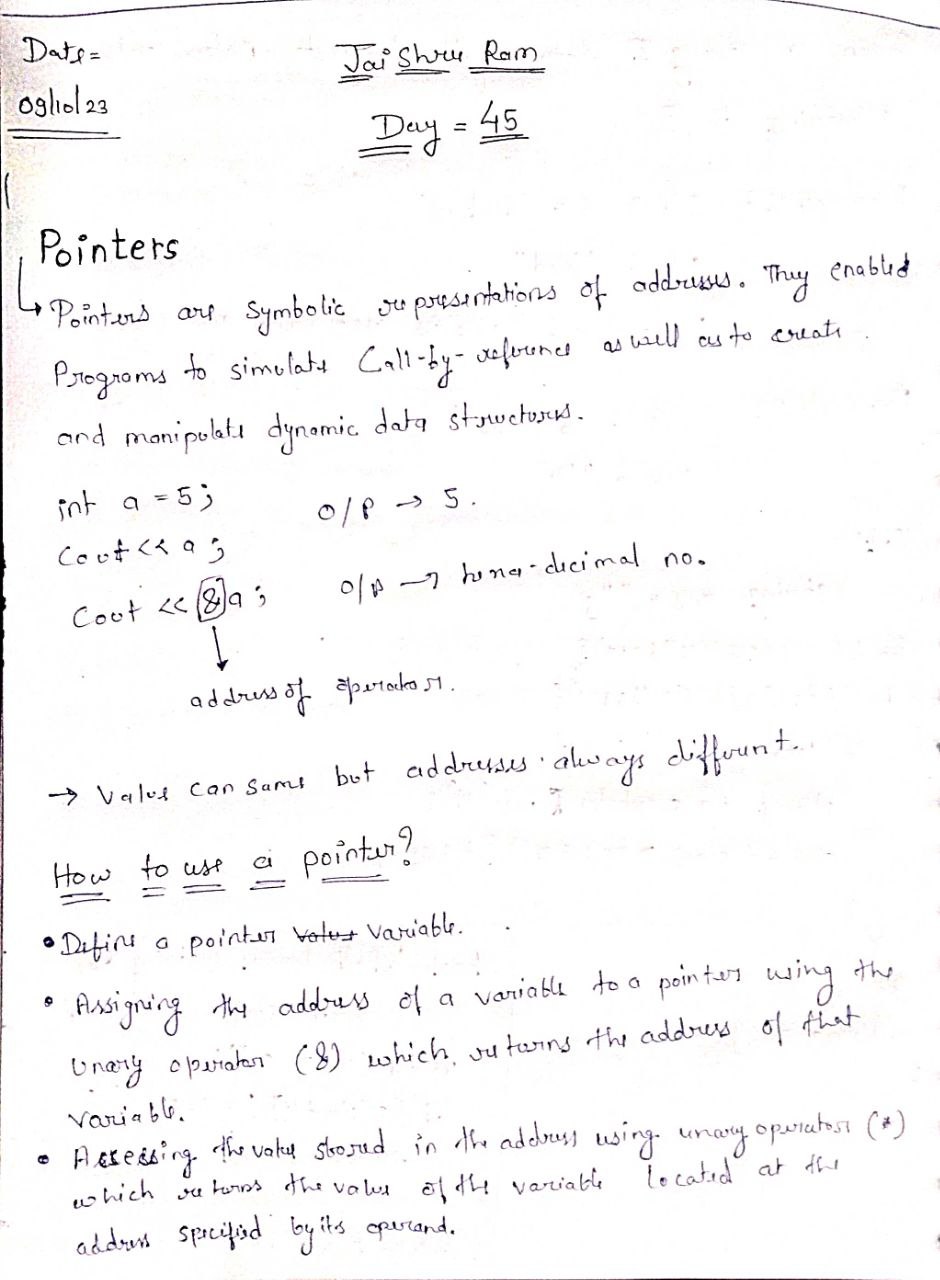 Date =
Jai Shree Ram
09/10/23
Day = 45
Pointers
↳ Pointers are Symbolic representations of addresses. They enabled
Programs to simulate Call-by-reference as well as to create
and manipulate dynamic data structures.
int a = 5;
Cout << a; O/P → 5.
Cout << &a; O/P → hexa-decimal no.
↓
address of operator.
→ Value can same but addresses always different.
How to use a pointer?
• Define a pointer ~~Value~~ Variable.
• Assigning the address of a variable to a pointer using the
Unary operator (&) which returns the address of that
variable.
• Accessing the value stored in the address using unary operator (*)
which returns the value of the variable located at the
address specified by its operand.